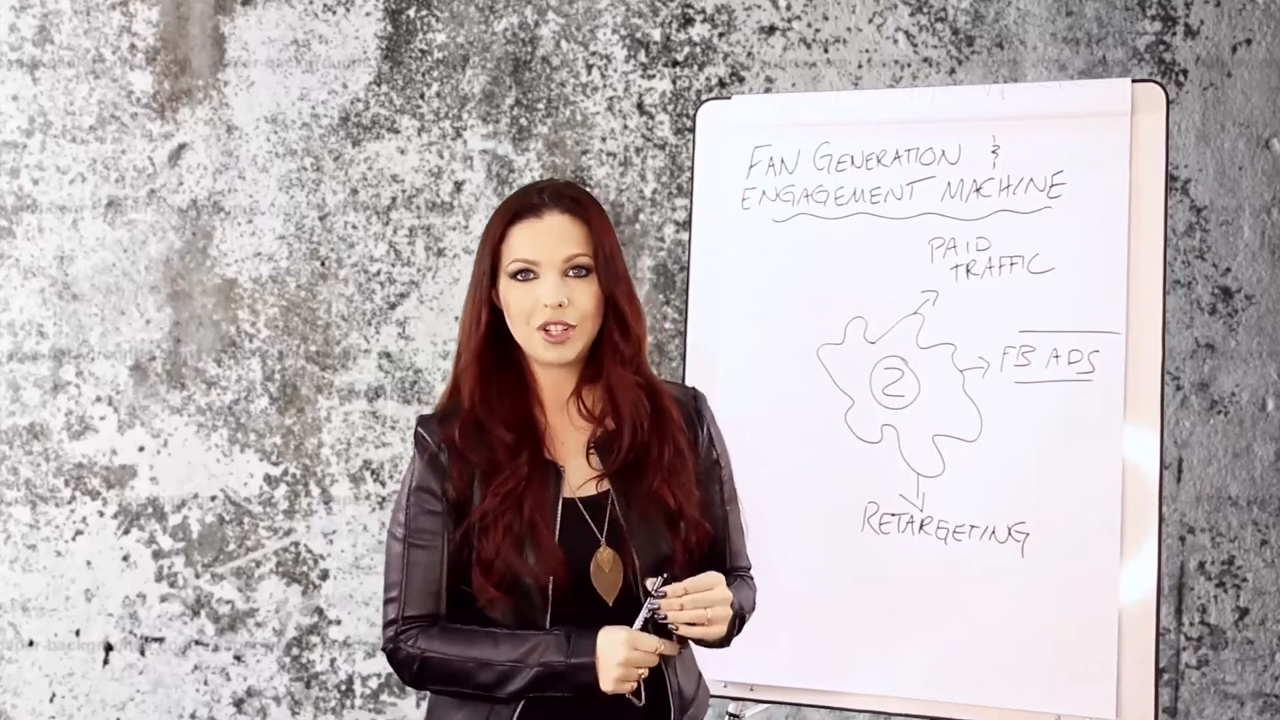 FAN GENERATION &
ENGAGEMENT MACHINE
PAID
TRAFFIC
2
FB ADS
RETARGETING